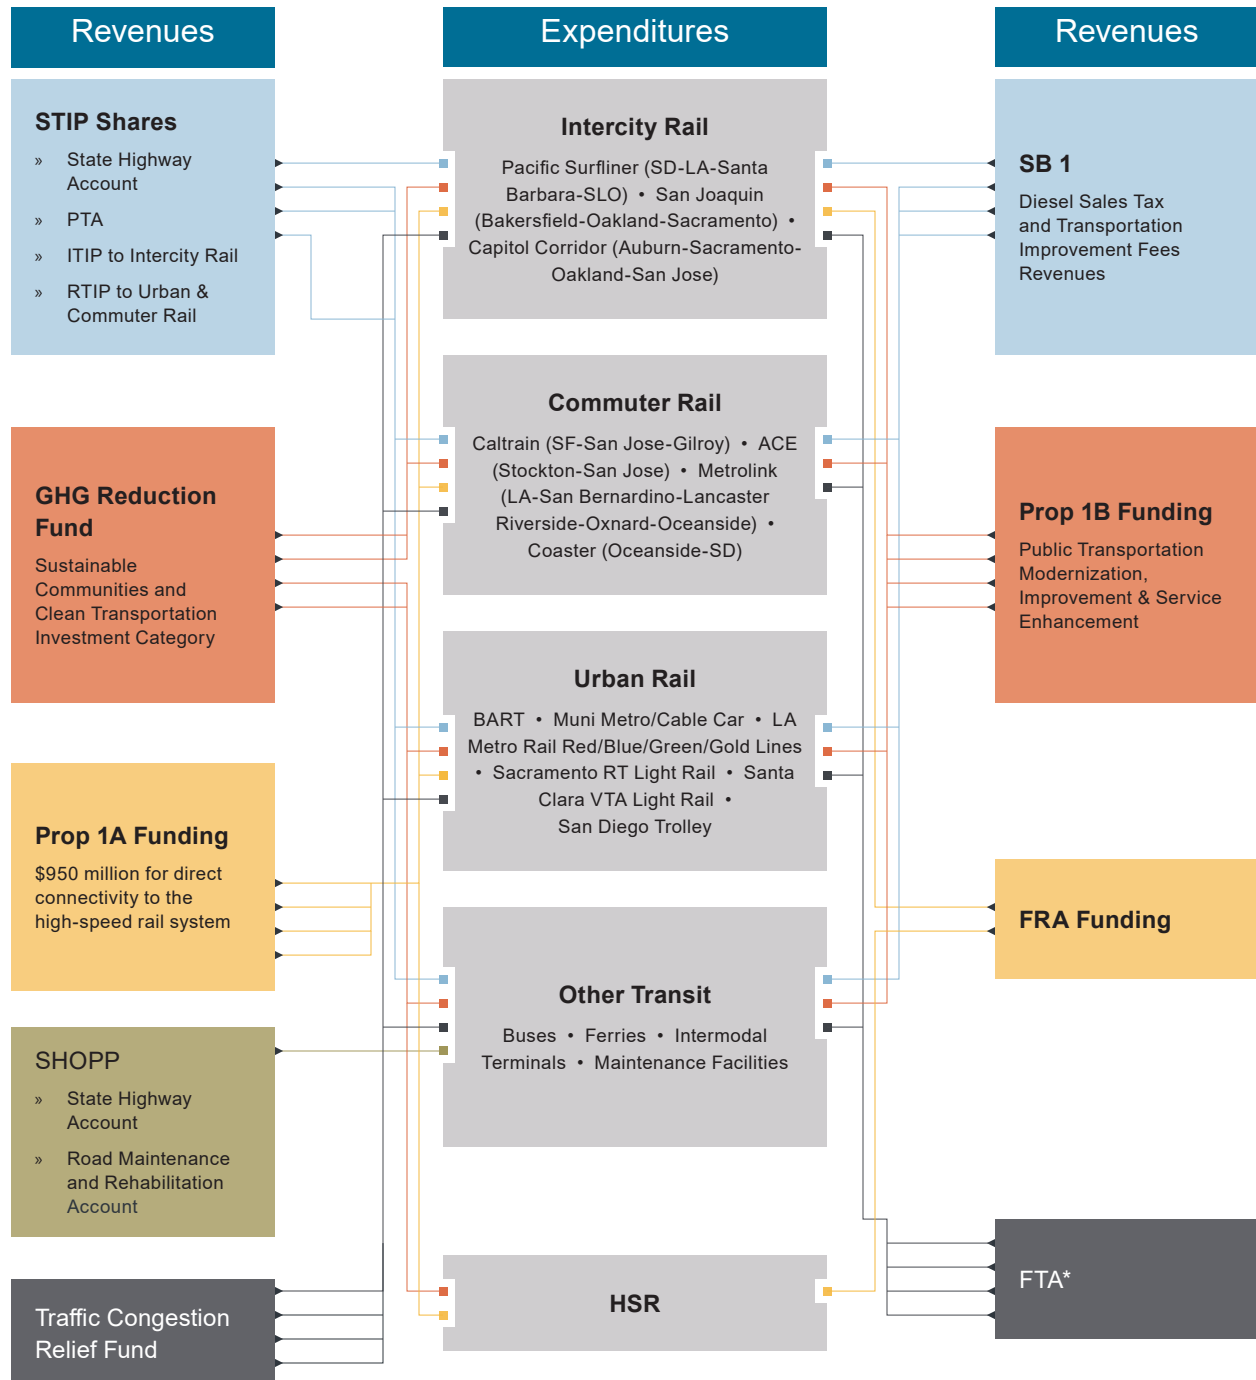 Revenues
STIP Shares
» State Highway
Account
» PTA
» ITIP to Intercity Rail
» RTIP to Urban &
Commuter Rail
GHG Reduction
Fund
Sustainable
Communities and
Clean Transportation
Investment Category
Prop 1A Funding
$950 million for direct
connectivity to the
high-speed rail system
SHOPP
» State Highway
Account
» Road Maintenance
and Rehabilitation
Account
Traffic Congestion
Relief Fund
Expenditures
Intercity Rail
Pacific Surfliner (SD-LA-Santa
Barbara-SLO) • San Joaquin
(Bakersfield-Oakland-Sacramento) •
Capitol Corridor (Auburn-Sacramento-
Oakland-San Jose)
Commuter Rail
Caltrain (SF-San Jose-Gilroy) • ACE
(Stockton-San Jose) • Metrolink
(LA-San Bernardino-Lancaster
Riverside-Oxnard-Oceanside) •
Coaster (Oceanside-SD)
Urban Rail
BART • Muni Metro/Cable Car • LA
Metro Rail Red/Blue/Green/Gold Lines
• Sacramento RT Light Rail • Santa
Clara VTA Light Rail •
San Diego Trolley
Other Transit
Buses • Ferries • Intermodal
Terminals • Maintenance Facilities
HSR
Revenues
SB 1
Diesel Sales Tax
and Transportation
Improvement Fees
Revenues
Prop 1B Funding
Public Transportation
Modernization,
Improvement & Service
Enhancement
FRA Funding
FTA*